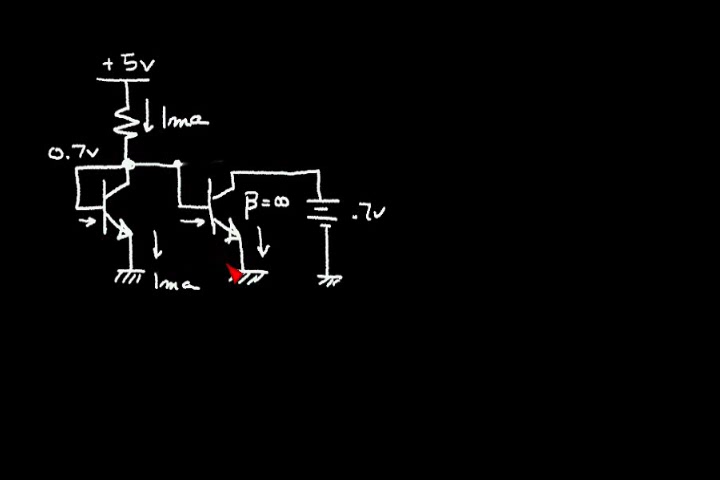 +5v
1ma
0.7v
β=∞
.7v
1ma